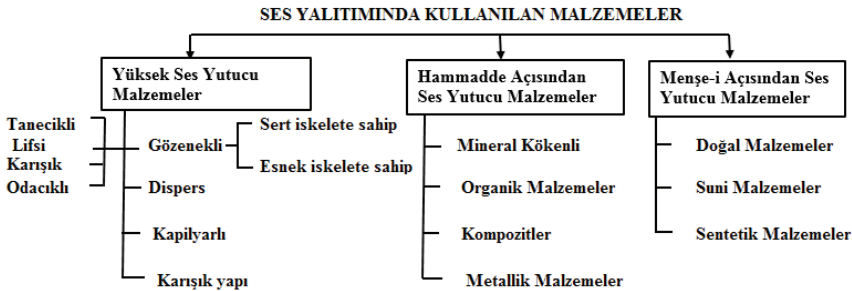 SES YALITIMINDA KULLANILAN MALZEMELER
Yüksek Ses Yutucu
Malzemeler
Tanecikli
Lifsi
Karışık
Odacıklı
Gözenekli
Sert iskelete sahip
Esnek iskelete sahip
Dispers
Kapilyarlı
Karışık yapı
Hammadde Açısından
Ses Yutucu Malzemeler
Mineral Kökenli
Organik Malzemeler
Kompozitler
Metallik Malzemeler
Menşe-i Açısından Ses
Yutucu Malzemeler
Doğal Malzemeler
Suni Malzemeler
Sentetik Malzemeler